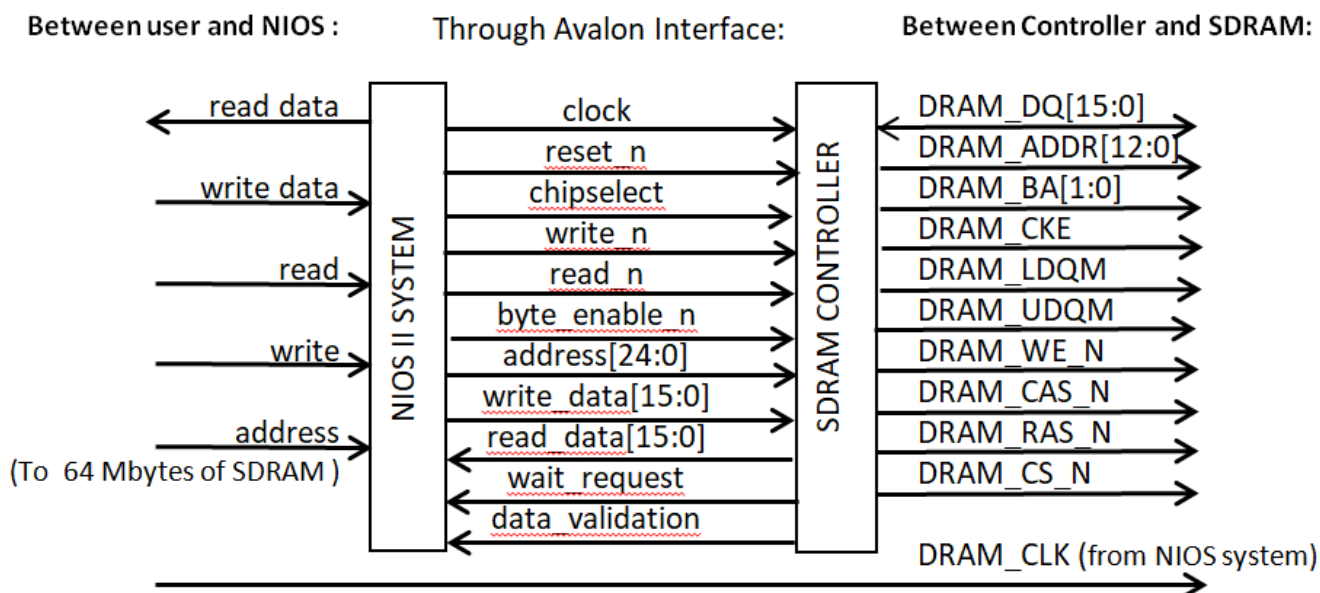 Between user and NIOS :
Through Avalon Interface:
Between Controller and SDRAM:
read data
write data
read
write
address
(To 64 Mbytes of SDRAM )
NIOS II SYSTEM
clock
reset_n
chipselect
write_n
read_n
byte_enable_n
address[24:0]
write_data[15:0]
read_data[15:0]
wait_request
data_validation
SDRAM CONTROLLER
DRAM_DQ[15:0]
DRAM_ADDR[12:0]
DRAM_BA[1:0]
DRAM_CKE
DRAM_LDQM
DRAM_UDQM
DRAM_WE_N
DRAM_CAS_N
DRAM_RAS_N
DRAM_CS_N
DRAM_CLK (from NIOS system)